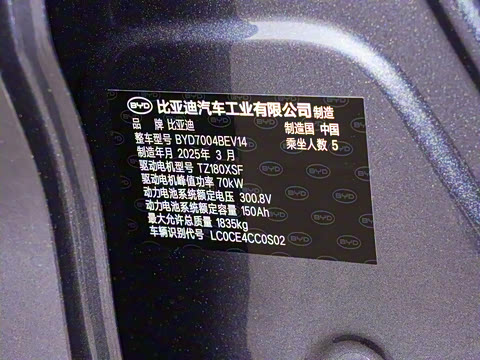 BYD 比亚迪汽车工业有限公司 制造
品 牌 比亚迪 制造国 中国
整车型号 BYD7004BEV14 乘坐人数 5
制造年月 2025年 3月
驱动电机型号 TZ180XSF
驱动电机峰值功率 70kW
动力电池系统额定电压 300.8V
动力电池系统额定容量 150Ah
最大允许总质量 1835kg
车辆识别代号 LC0CE4CC0S02